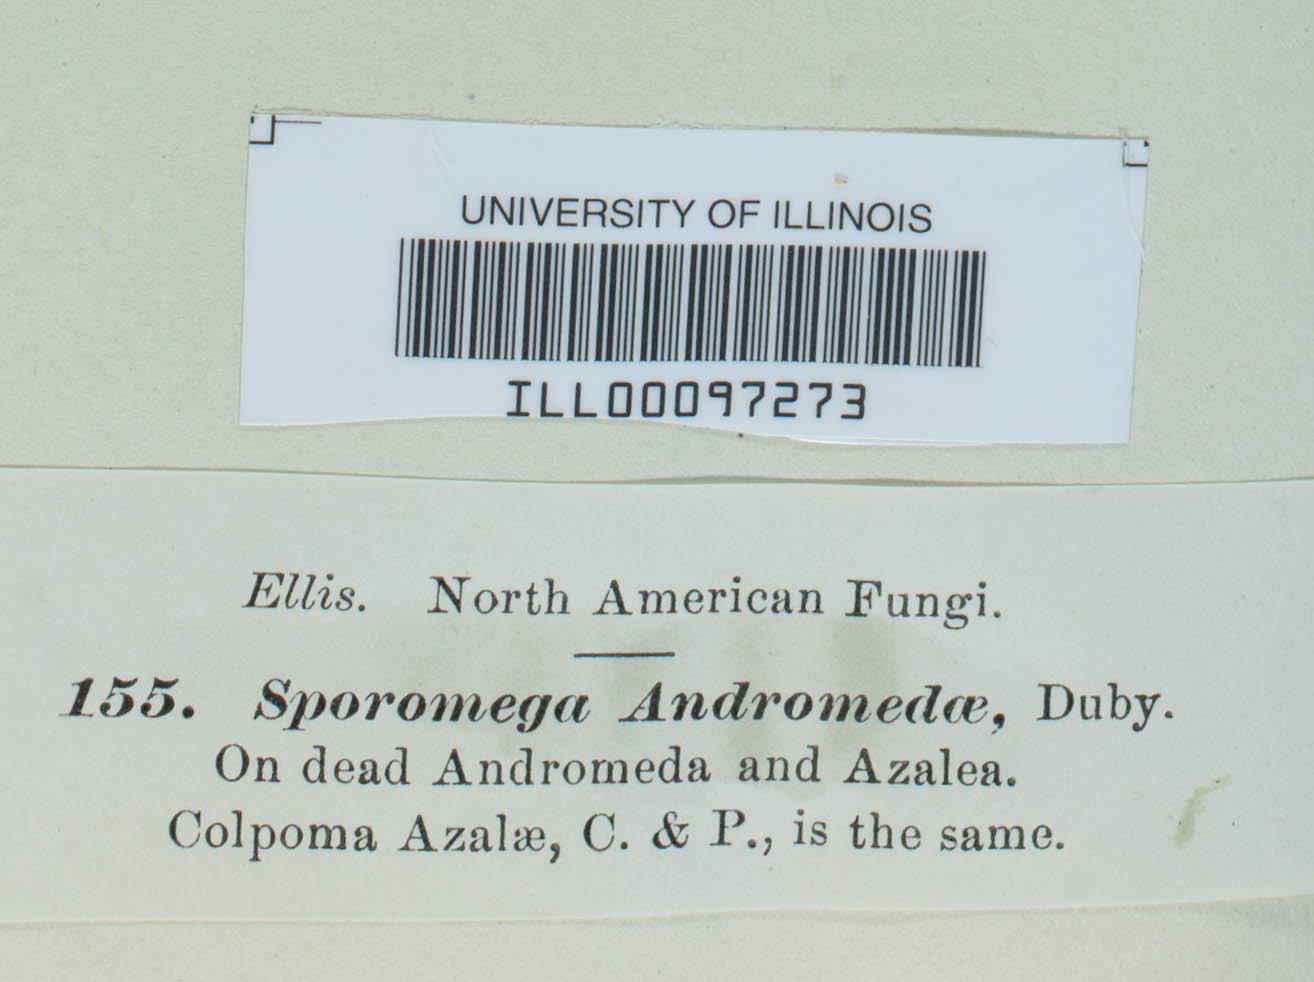 UNIVERSITY OF ILLINOIS
ILL00097273
Ellis. North American Fungi.
155. Sporomega Andromedæ, Duby.
On dead Andromeda and Azalea.
Colpoma Azalæ, C. & P., is the same.